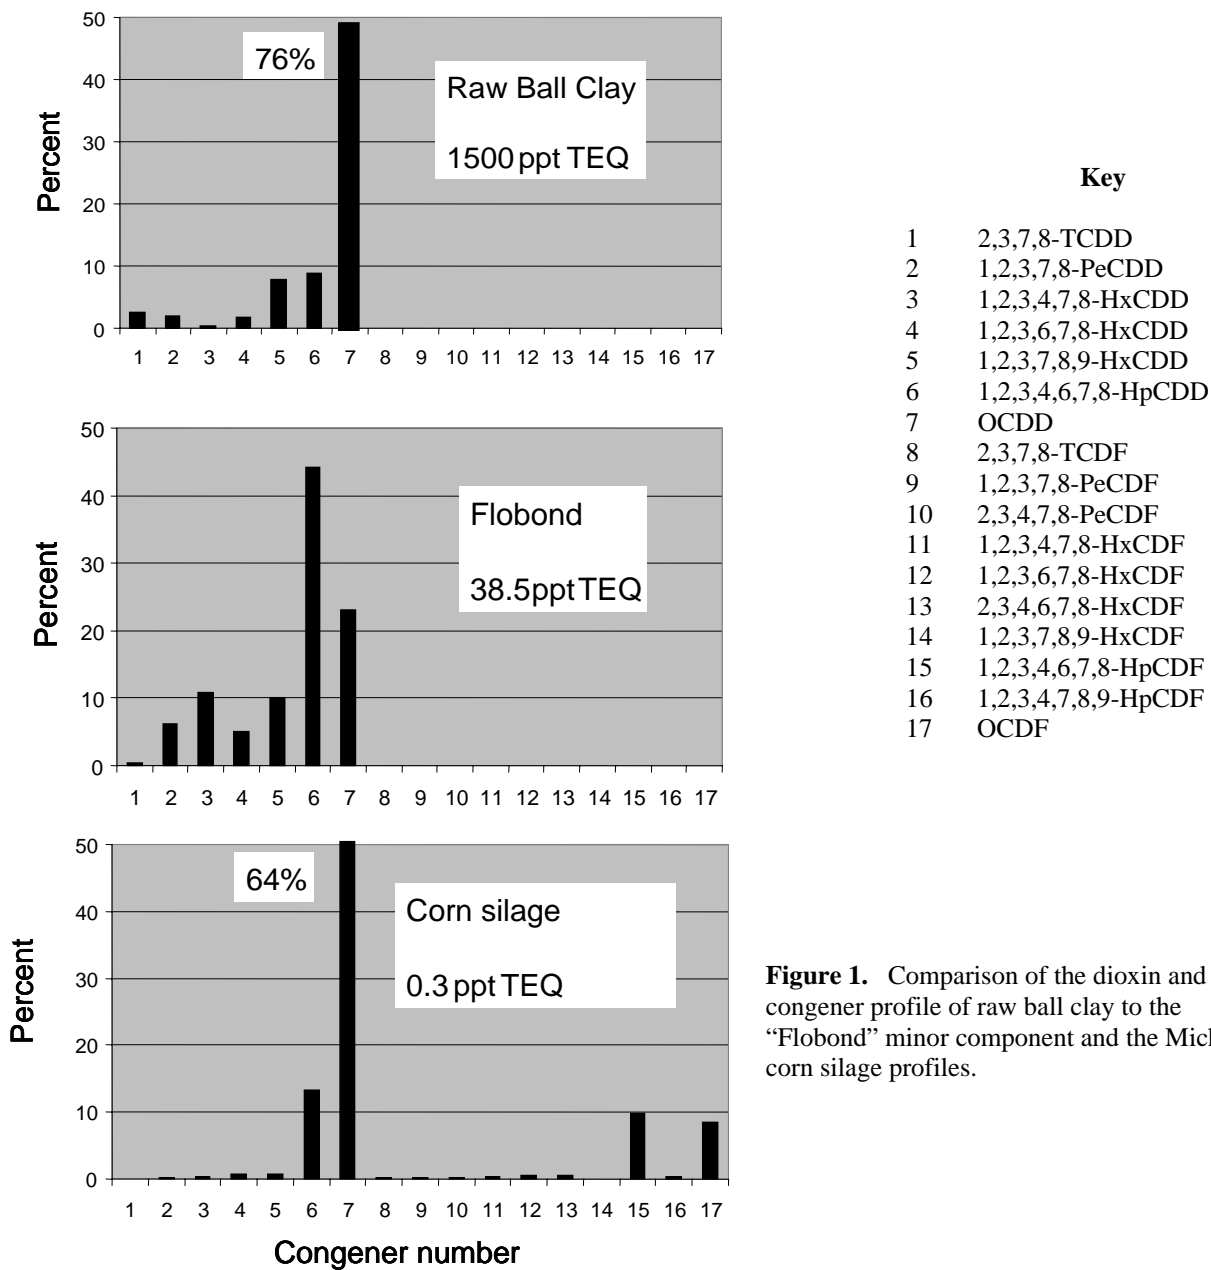 50
40
30
20
10
0
Percent
76%
Raw Ball Clay
1500 ppt TEQ
1 2 3 4 5 6 7 8 9 10 11 12 13 14 15 16 17
50
40
30
20
10
0
Percent
Flobond
38.5ppt TEQ
1 2 3 4 5 6 7 8 9 10 11 12 13 14 15 16 17
50
40
30
20
10
0
Percent
64%
Corn silage
0.3 ppt TEQ
1 2 3 4 5 6 7 8 9 10 11 12 13 14 15 16 17
Congener number
Key
1 2,3,7,8-TCDD
2 1,2,3,7,8-PeCDD
3 1,2,3,4,7,8-HxCDD
4 1,2,3,6,7,8-HxCDD
5 1,2,3,7,8,9-HxCDD
6 1,2,3,4,6,7,8-HpCDD
7 OCDD
8 2,3,7,8-TCDF
9 1,2,3,7,8-PeCDF
10 2,3,4,7,8-PeCDF
11 1,2,3,4,7,8-HxCDF
12 1,2,3,6,7,8-HxCDF
13 2,3,4,6,7,8-HxCDF
14 1,2,3,7,8,9-HxCDF
15 1,2,3,4,6,7,8-HpCDF
16 1,2,3,4,7,8,9-HpCDF
17 OCDF
Figure 1. Comparison of the dioxin and
congener profile of raw ball clay to the
“Flobond” minor component and the
corn silage profiles.